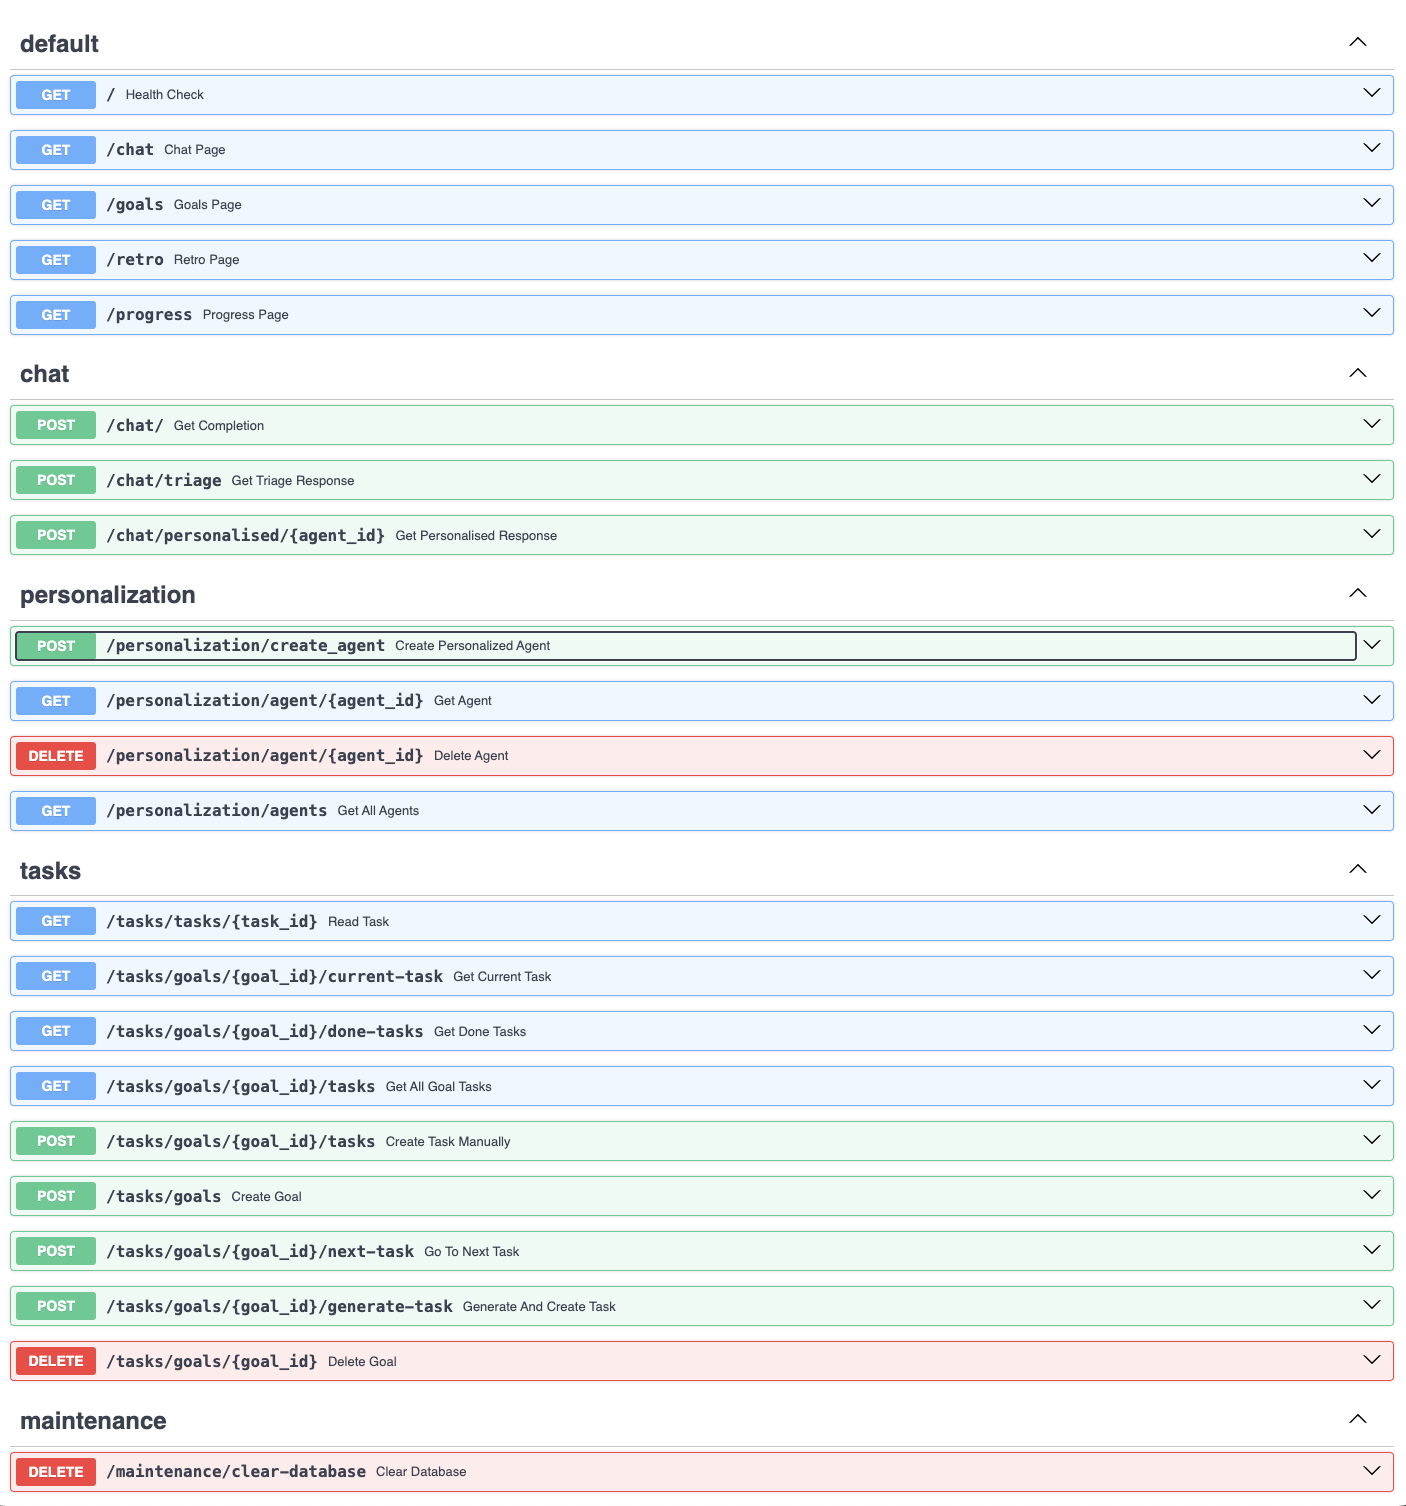 default
GET / Health Check
GET /chat Chat Page
GET /goals Goals Page
GET /retro Retro Page
GET /progress Progress Page
chat
POST /chat/ Get Completion
POST /chat/triage Get Triage Response
POST /chat/personalised/{agent_id} Get Personalised Response
personalization
POST /personalization/create_agent Create Personalized Agent
GET /personalization/agent/{agent_id} Get Agent
DELETE /personalization/agent/{agent_id} Delete Agent
GET /personalization/agents Get All Agents
tasks
GET /tasks/tasks/{task_id} Read Task
GET /tasks/goals/{goal_id}/current-task Get Current Task
GET /tasks/goals/{goal_id}/done-tasks Get Done Tasks
GET /tasks/goals/{goal_id}/tasks Get All Goal Tasks
POST /tasks/goals/{goal_id}/tasks Create Task Manually
POST /tasks/goals Create Goal
POST /tasks/goals/{goal_id}/next-task Go To Next Task
POST /tasks/goals/{goal_id}/generate-task Generate And Create Task
DELETE /tasks/goals/{goal_id} Delete Goal
maintenance
DELETE /maintenance/clear-database Clear Database